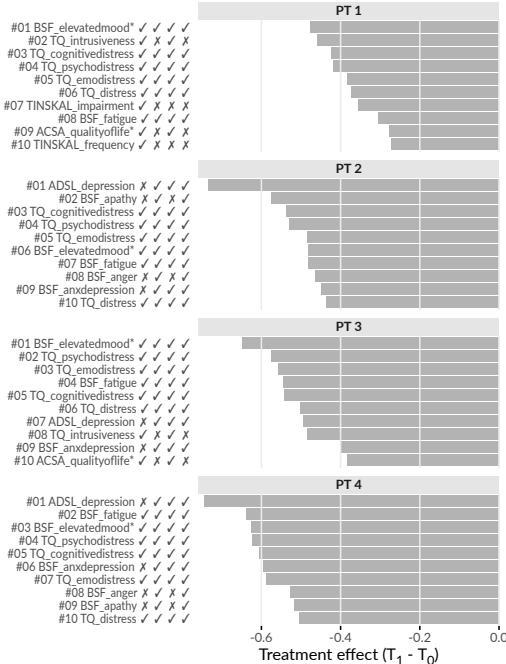 PT 1
#01 BSF_elevatedmood* ✓ ✓ ✓ ✓
#02 TQ_intrusiveness ✓ ✗ ✓ ✗
#03 TQ_cognitivedistress ✓ ✓ ✓ ✓
#04 TQ_psychodistress ✓ ✓ ✓ ✓
#05 TQ_emodistress ✓ ✓ ✓ ✓
#06 TQ_distress ✓ ✓ ✓ ✓
#07 TINSKAL_impairment ✓ ✗ ✗ ✗
#08 BSF_fatigue ✓ ✓ ✓ ✓
#09 ACSA_qualityoflife* ✓ ✗ ✓ ✗
#10 TINSKAL_frequency ✓ ✗ ✗ ✗
PT 2
#01 ADSL_depression ✗ ✓ ✓ ✓
#02 BSF_apathy ✗ ✓ ✗ ✓
#03 TQ_cognitivedistress ✓ ✓ ✓ ✓
#04 TQ_psychodistress ✓ ✓ ✓ ✓
#05 TQ_emodistress ✓ ✓ ✓ ✓
#06 BSF_elevatedmood* ✓ ✓ ✓ ✓
#07 BSF_fatigue ✓ ✓ ✓ ✓
#08 BSF_anger ✗ ✓ ✗ ✓
#09 BSF_anxdepression ✗ ✓ ✓ ✓
#10 TQ_distress ✓ ✓ ✓ ✓
PT 3
#01 BSF_elevatedmood* ✓ ✓ ✓ ✓
#02 TQ_psychodistress ✓ ✓ ✓ ✓
#03 TQ_emodistress ✓ ✓ ✓ ✓
#04 BSF_fatigue ✓ ✓ ✓ ✓
#05 TQ_cognitivedistress ✓ ✓ ✓ ✓
#06 TQ_distress ✓ ✓ ✓ ✓
#07 ADSL_depression ✗ ✓ ✓ ✓
#08 TQ_intrusiveness ✓ ✗ ✓ ✗
#09 BSF_anxdepression ✗ ✓ ✓ ✓
#10 ACSA_qualityoflife* ✓ ✗ ✓ ✗
PT 4
#01 ADSL_depression ✗ ✓ ✓ ✓
#02 BSF_fatigue ✓ ✓ ✓ ✓
#03 BSF_elevatedmood* ✓ ✓ ✓ ✓
#04 TQ_psychodistress ✓ ✓ ✓ ✓
#05 TQ_cognitivedistress ✓ ✓ ✓ ✓
#06 BSF_anxdepression ✗ ✓ ✓ ✓
#07 TQ_emodistress ✓ ✓ ✓ ✓
#08 BSF_anger ✗ ✓ ✗ ✓
#09 BSF_apathy ✗ ✓ ✗ ✓
#10 TQ_distress ✓ ✓ ✓ ✓
-0.6 -0.4 -0.2 0.0
Treatment effect (T₁ - T₀)